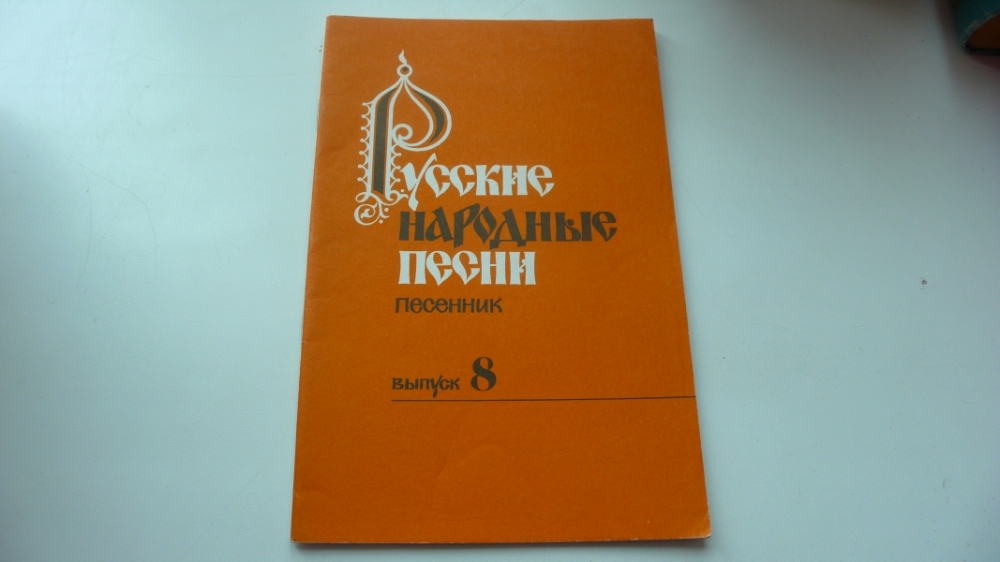 Русские
народные
песни
песенник
выпуск 8